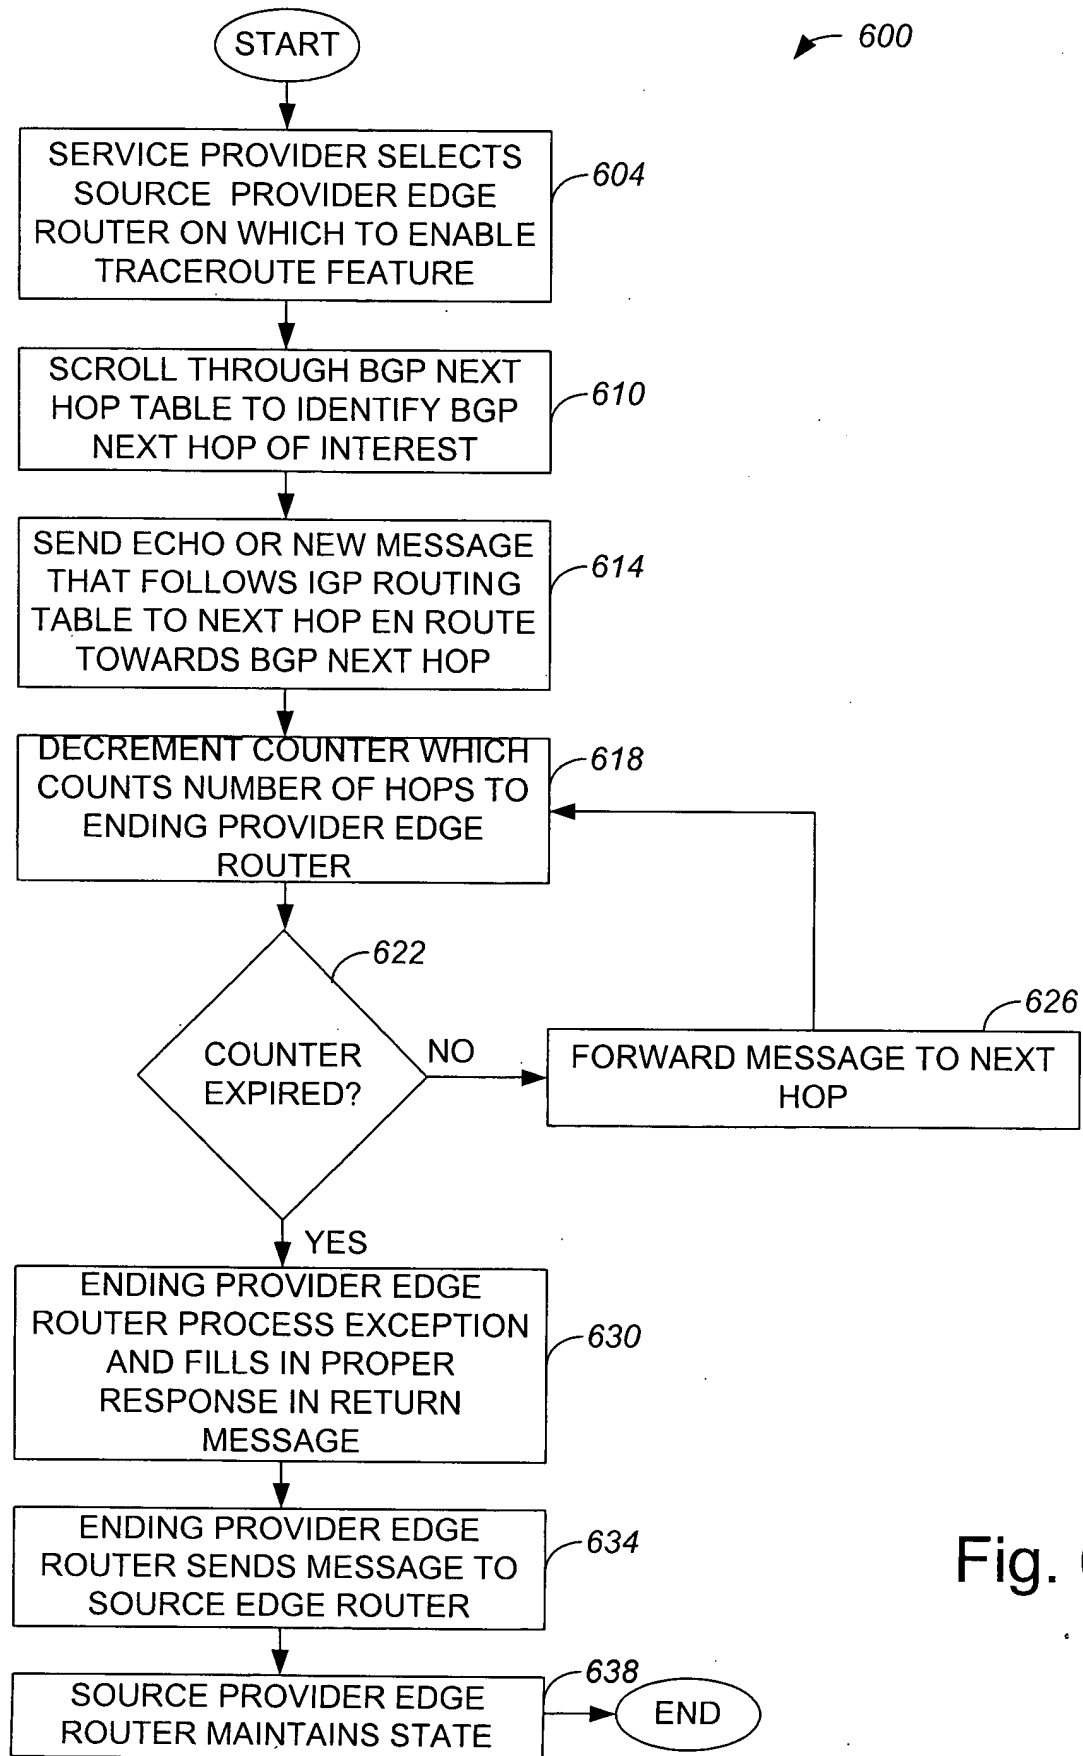 START
600
SERVICE PROVIDER SELECTS
SOURCE PROVIDER EDGE
ROUTER ON WHICH TO ENABLE
TRACEROUTE FEATURE
604
SCROLL THROUGH BGP NEXT
HOP TABLE TO IDENTIFY BGP
NEXT HOP OF INTEREST
610
SEND ECHO OR NEW MESSAGE
THAT FOLLOWS IGP ROUTING
TABLE TO NEXT HOP EN ROUTE
TOWARDS BGP NEXT HOP
614
DECREMENT COUNTER WHICH
COUNTS NUMBER OF HOPS TO
ENDING PROVIDER EDGE
ROUTER
618
622
COUNTER
EXPIRED?
NO
626
FORWARD MESSAGE TO NEXT
HOP
YES
ENDING PROVIDER EDGE
ROUTER PROCESS EXCEPTION
AND FILLS IN PROPER
RESPONSE IN RETURN
MESSAGE
630
ENDING PROVIDER EDGE
ROUTER SENDS MESSAGE TO
SOURCE EDGE ROUTER
634
Fig.
SOURCE PROVIDER EDGE
ROUTER MAINTAINS STATE
638
END